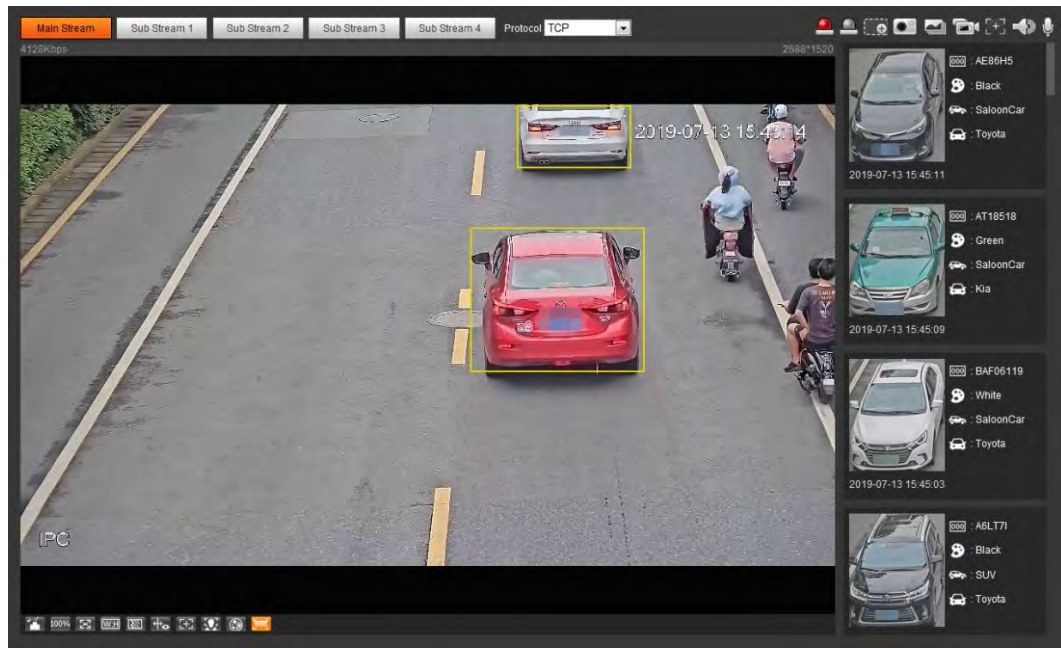 Main Stream Sub Stream 1 Sub Stream 2 Sub Stream 3 Sub Stream 4 Protocol TCP
4128Kbps 2688*1520
2019-07-13 15:45:14
IPC
100% W:H
: AE86H5
: Black
: SaloonCar
: Toyota
2019-07-13 15:45:11
: AT18518
: Green
: SaloonCar
: Kia
2019-07-13 15:45:09
: BAF06119
: White
: SaloonCar
: Toyota
2019-07-13 15:45:03
: A6LT7I
: Black
: SUV
: Toyota